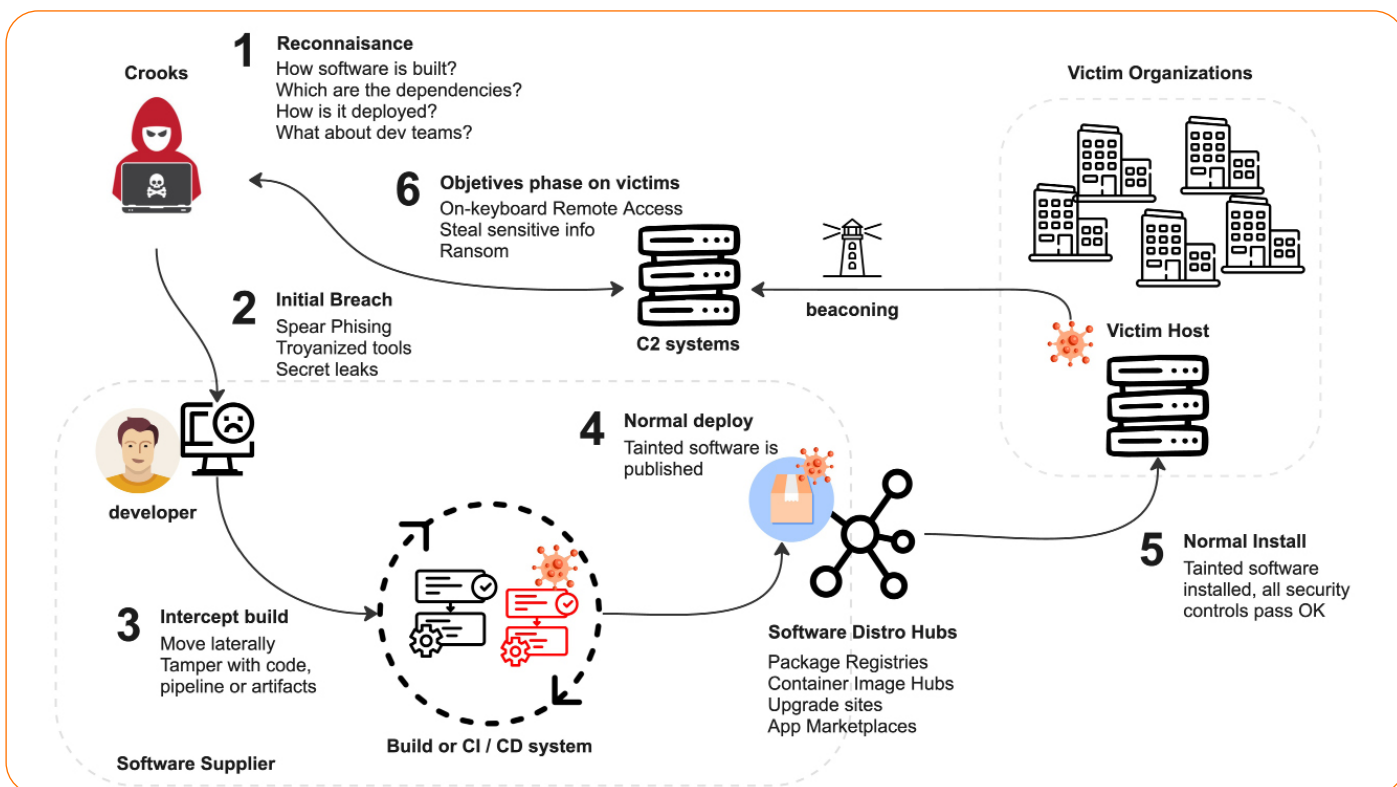 Crooks
1
Reconnaisance
How software is built?
Which are the dependencies?
How is it deployed?
What about dev teams?
Victim Organizations
6
Objetives phase on victims
On-keyboard Remote Access
Steal sensitive info
Ransom
C2 systems
beaconing
Victim Host
2
Initial Breach
Spear Phising
Troyanized tools
Secret leaks
developer
4
Normal deploy
Tainted software is
published
3
Intercept build
Move laterally
Tamper with code,
pipeline or artifacts
Build or CI / CD system
Software Supplier
Software Distro Hubs
Package Registries
Container Image Hubs
Upgrade sites
App Marketplaces
5
Normal Install
Tainted software
installed, all security
controls pass OK